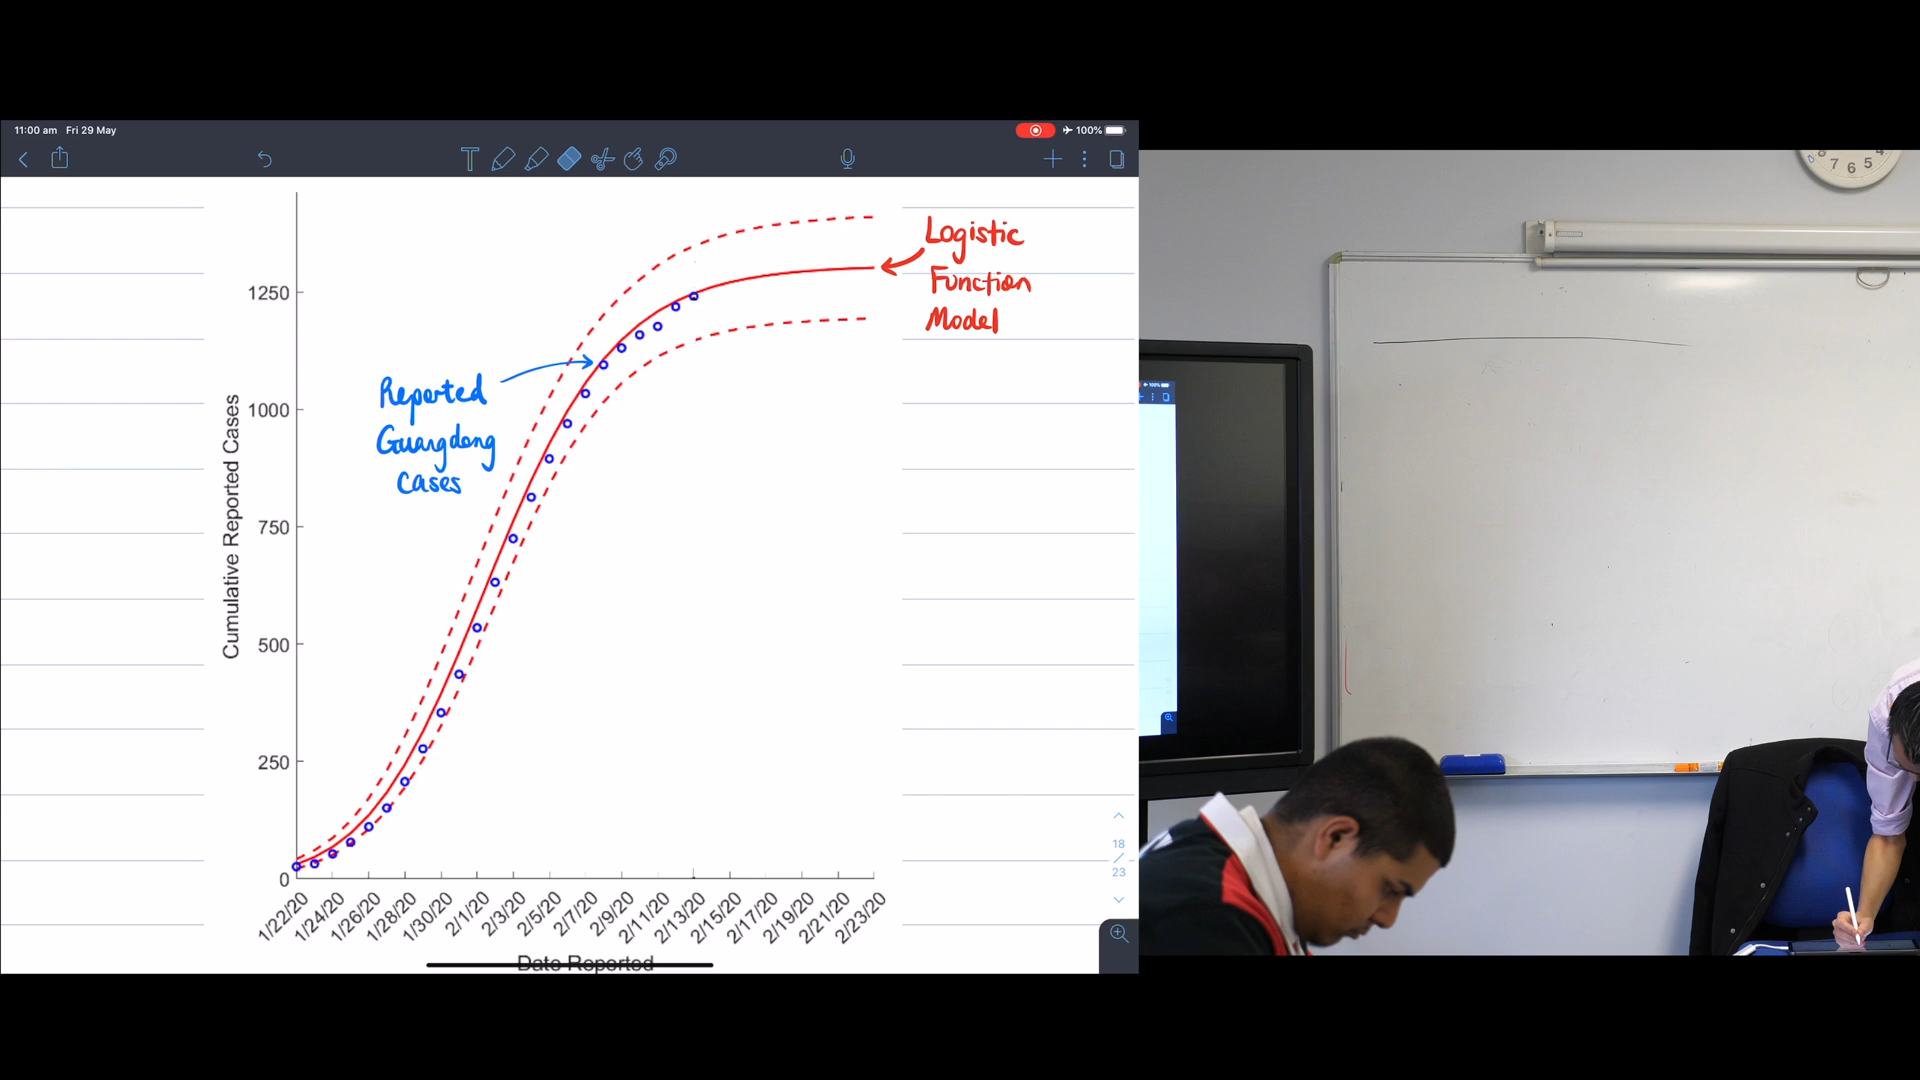 11:00 am Fri 29 May
100%
Logistic
Function
Model
Reported
Guangdong
Cases
Cumulative Reported Cases
1250
1000
750
500
250
0
1/22/20
1/24/20
1/26/20
1/28/20
1/30/20
2/1/20
2/3/20
2/5/20
2/7/20
2/9/20
2/11/20
2/13/20
2/15/20
2/17/20
2/19/20
2/21/20
2/23/20
Date Reported
18
23
7 6 5